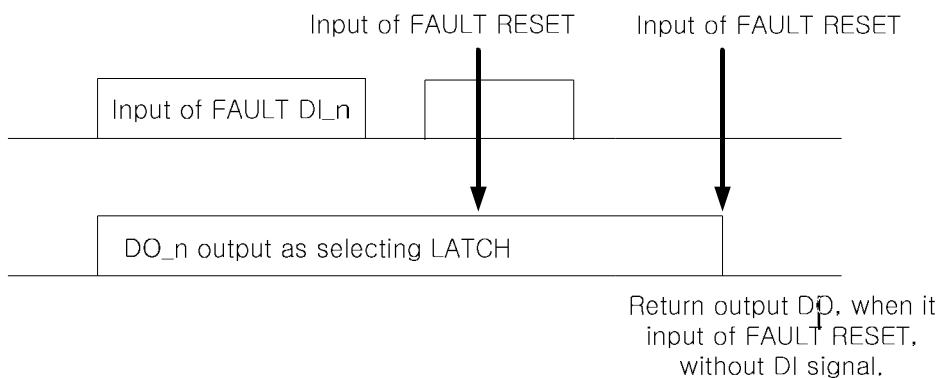 Input of FAULT RESET
Input of FAULT RESET
Input of FAULT DI_n
DO_n output as selecting LATCH
Return output DO, when it
input of FAULT RESET,
without DI signal.